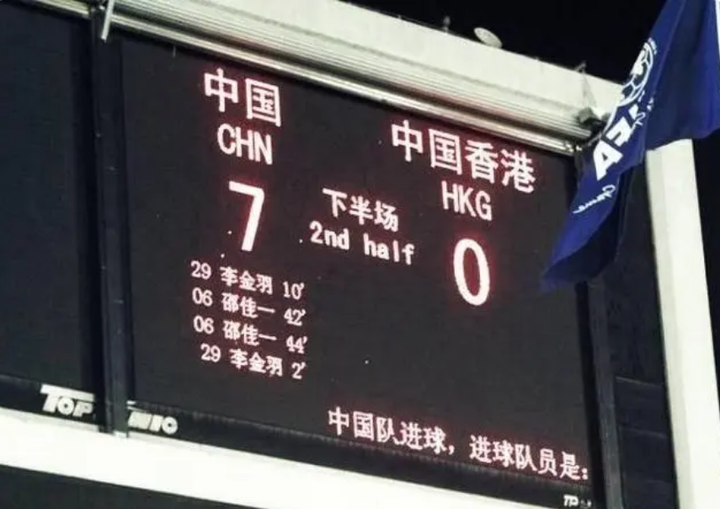 中国
CHN
7
中国香港
HKG
0
下半场
2nd half
29 李金羽 10'
06 邵佳一 42'
06 邵佳一 44'
29 李金羽 2'
中国队进球，进球队员是:
TOP